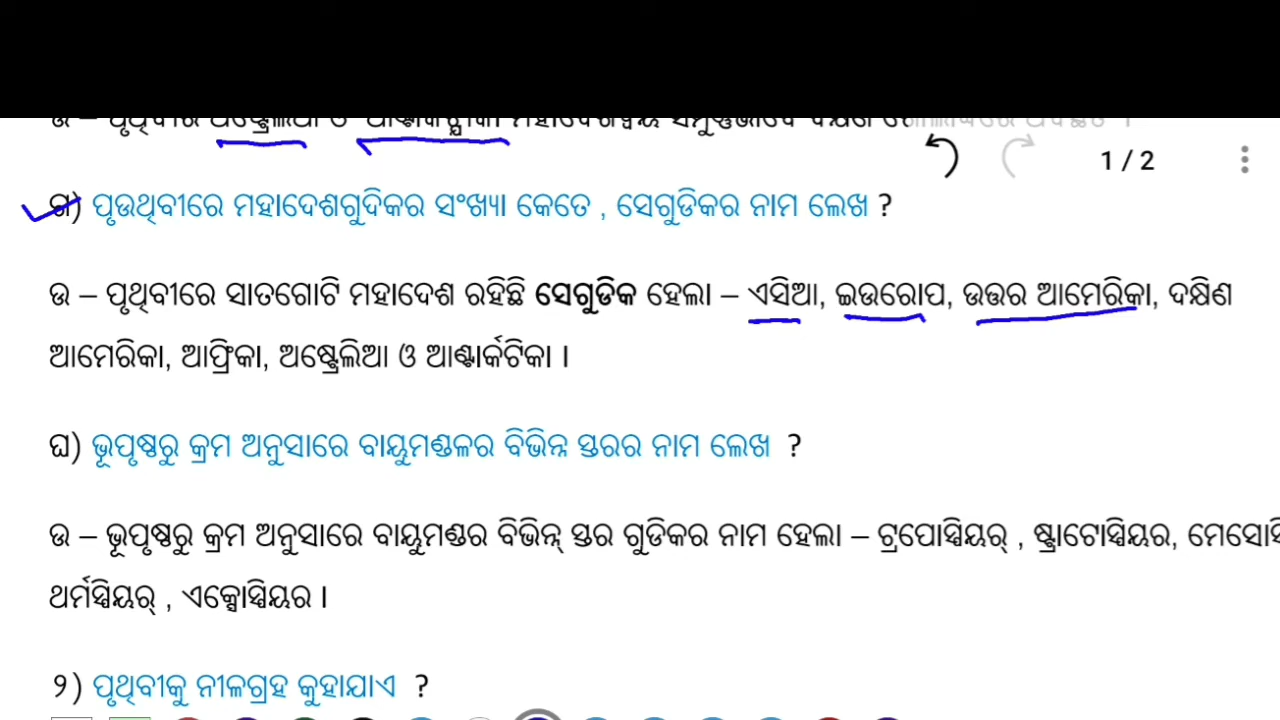 ଉ – ପୃଥିବୀର ଅଷ୍ଟ୍ରେଲିଆ ଓ
1 / 2
ଗ) ପୃଉଥିବୀରେ ମହାଦେଶଗୁଦିକର ସଂଖ୍ୟା କେତେ , ସେଗୁଡିକର ନାମ ଲେଖ ?
ଉ – ପୃଥିବୀରେ ସାତଗୋଟି ମହାଦେଶ ରହିଛି ସେଗୁଡିକ ହେଲା – ଏସିଆ, ଇଉରୋପ, ଉତ୍ତର ଆମେରିକା, ଦକ୍ଷିଣ
ଆମେରିକା, ଆଫ୍ରିକା, ଅଷ୍ଟ୍ରେଲିଆ ଓ ଆଣ୍ଟାର୍କଟିକା ।
ଘ) ଭୂପୃଷ୍ଠରୁ କ୍ରମ ଅନୁସାରେ ବାୟୁମଣ୍ଡଳର ବିଭିନ୍ନ ସ୍ତରର ନାମ ଲେଖ ?
ଉ – ଭୂପୃଷ୍ଠରୁ କ୍ରମ ଅନୁସାରେ ବାୟୁମଣ୍ଡର ବିଭିନ୍ ସ୍ତର ଗୁଡିକର ନାମ ହେଲା – ଟ୍ରପୋସ୍ଵିୟର୍ , ଷ୍ଟ୍ରାଟୋସ୍ଵିୟର,
ଥର୍ମସ୍ଵିୟର୍ , ଏକ୍ସୋସ୍ଵିୟର ।
୨) ପୃଥିବୀକୁ ନୀଳଗ୍ରହ କୁହାଯାଏ ?